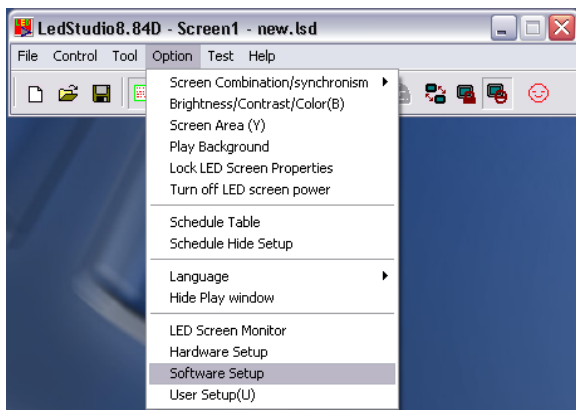 LedStudio8.84D - Screen1 - new.lsd
File Control Tool Option Test Help
Screen Combination/synchronism
Brightness/Contrast/Color(B)
Screen Area (Y)
Play Background
Lock LED Screen Properties
Turn off LED screen power
Schedule Table
Schedule Hide Setup
Language
Hide Play window
LED Screen Monitor
Hardware Setup
Software Setup
User Setup(U)